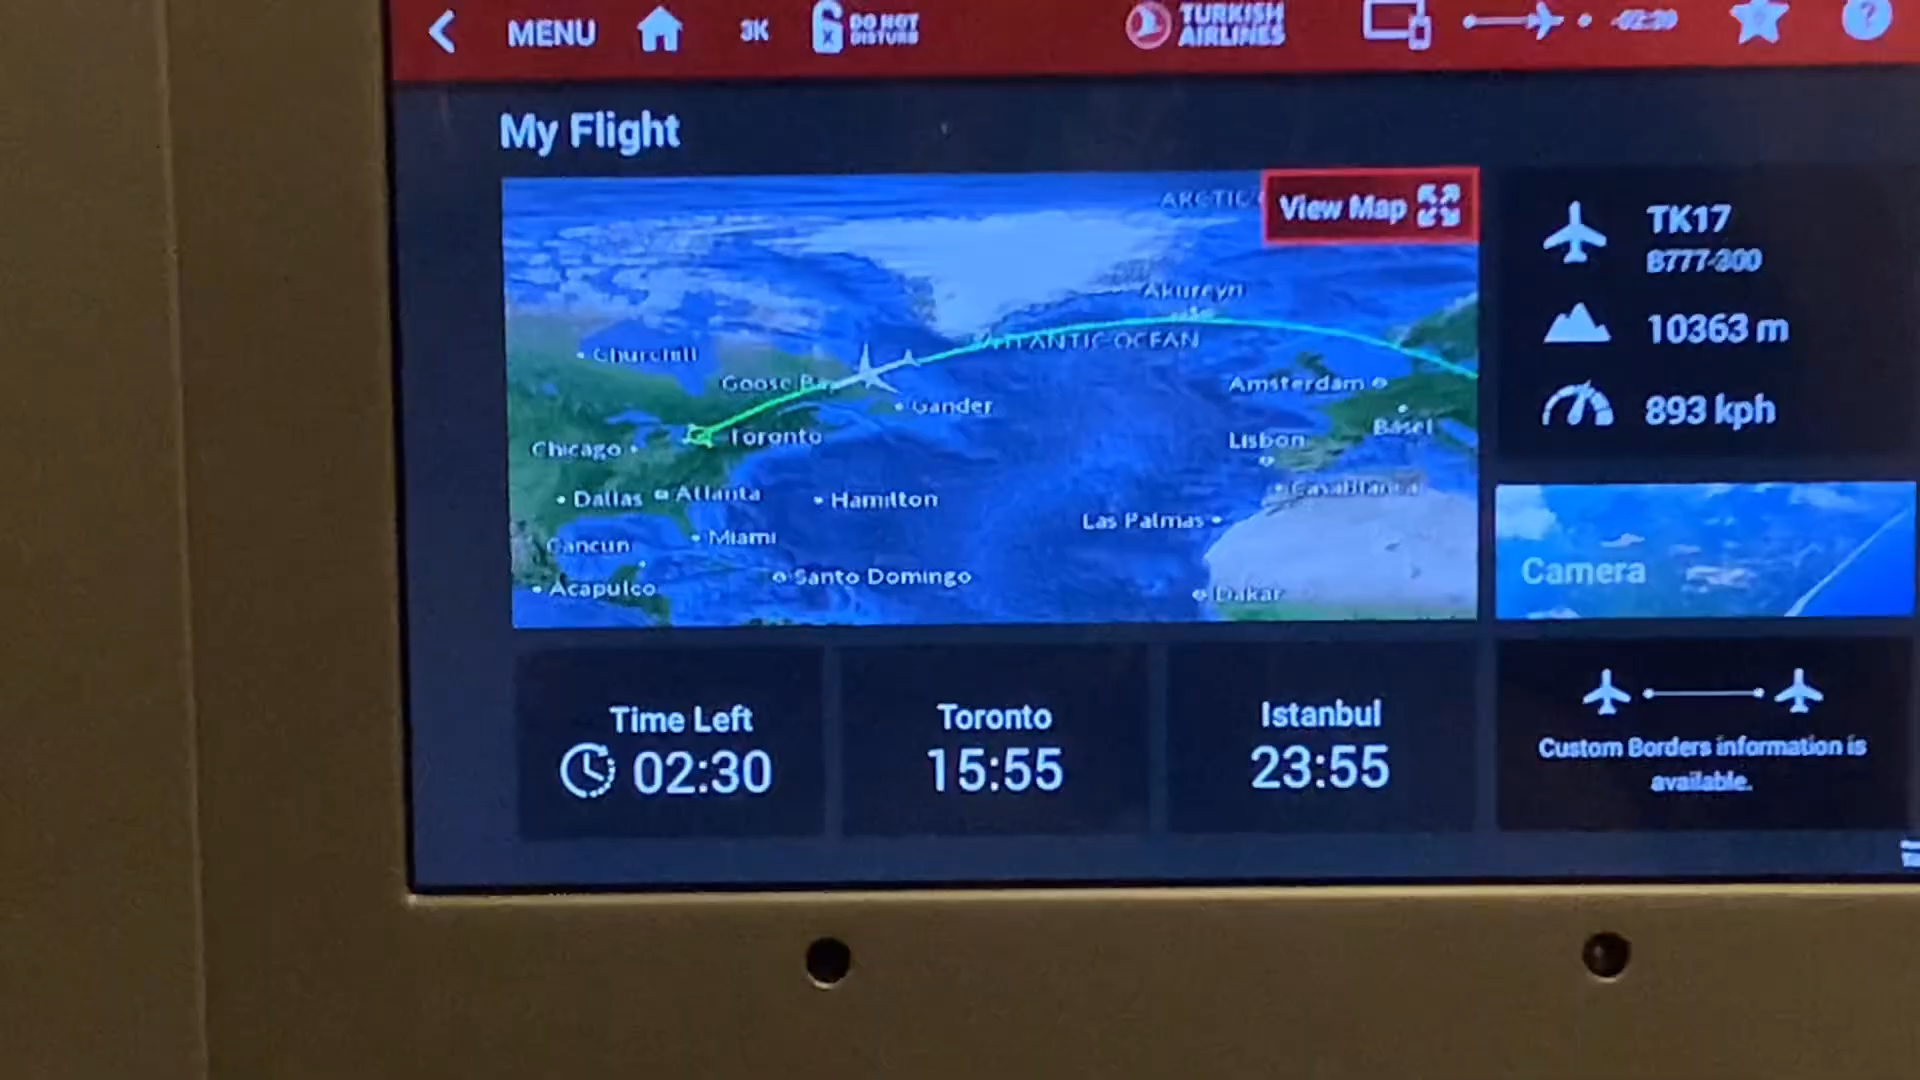 MENU
3K
DO NOT
DISTURB
TURKISH
AIRLINES
-02:30
?
My Flight
View Map
ARCTIC
Akureyri
ATLANTIC OCEAN
Churchill
Goose Bay
Amsterdam
Gander
Basel
Toronto
Lisbon
Chicago
Casablanca
Dallas
Atlanta
Hamilton
Las Palmas
Miami
Cancun
Santo Domingo
Acapulco
Dakar
TK17
B777-300
10363 m
893 kph
Camera
Time Left
02:30
Toronto
15:55
Istanbul
23:55
Custom Borders information is
available.